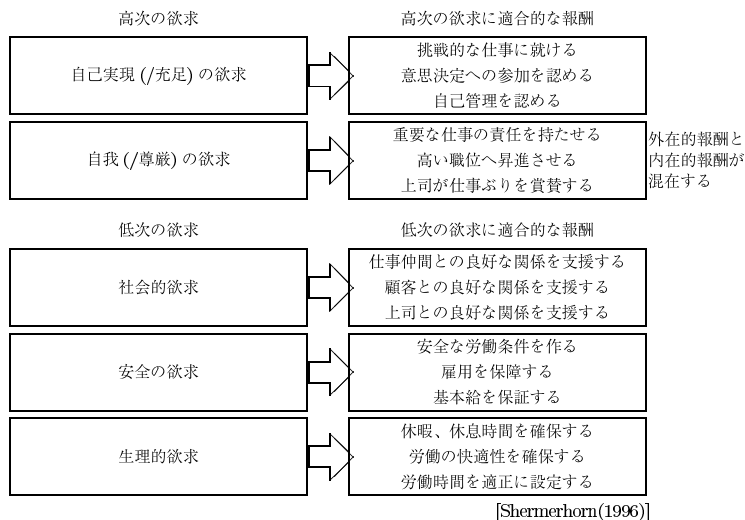 高次の欲求
高次の欲求に適合的な報酬
自己実現 (/充足) の欲求
挑戦的な仕事に就ける
意思決定への参加を認める
自己管理を認める
自我 (/尊厳) の欲求
重要な仕事の責任を持たせる
高い職位へ昇進させる
上司が仕事ぶりを賞賛する
外在的報酬と
内在的報酬が
混在する
低次の欲求
低次の欲求に適合的な報酬
社会的欲求
仕事仲間との良好な関係を支援する
顧客との良好な関係を支援する
上司との良好な関係を支援する
安全の欲求
安全な労働条件を作る
雇用を保障する
基本給を保証する
生理的欲求
休暇、休息時間を確保する
労働の快適性を確保する
労働時間を適正に設定する
[Shermerhorn(1996)]